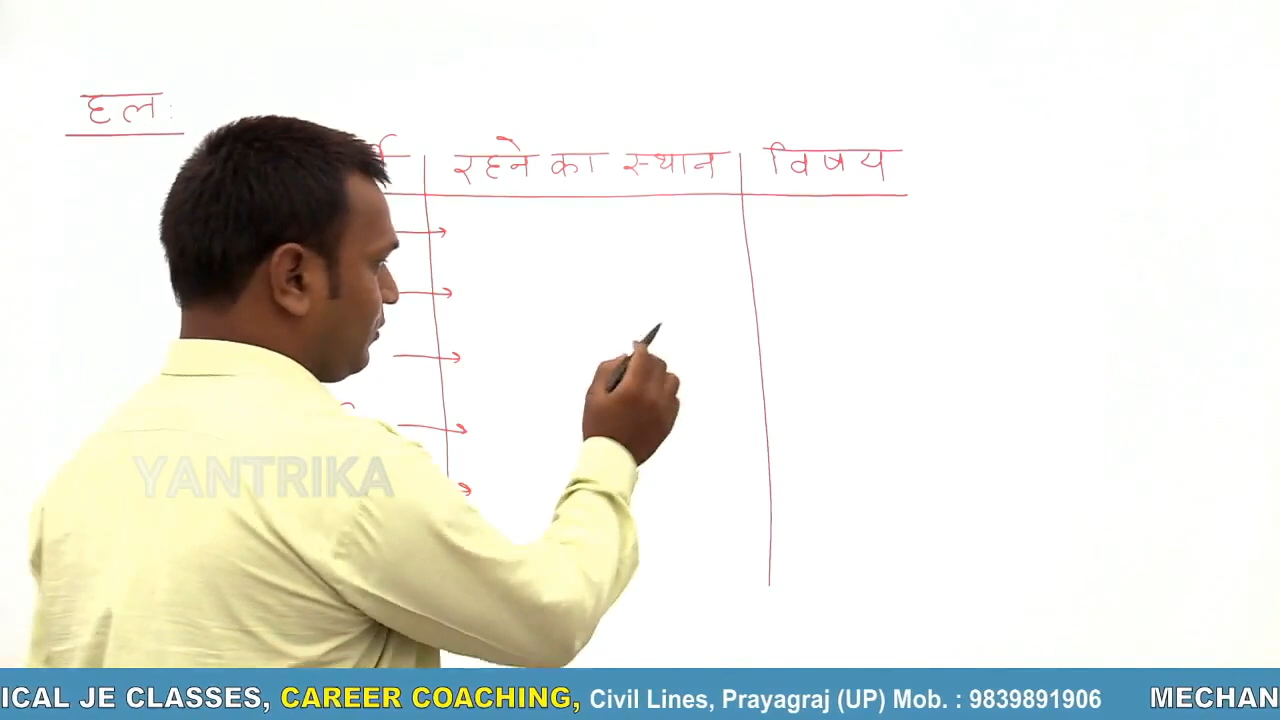 हल :
रहने का स्थान विषय
YANTRIKA
ICAL JE CLASSES, CAREER COACHING, Civil Lines, Prayagraj (UP) Mob. : 9839891906 MECHAN